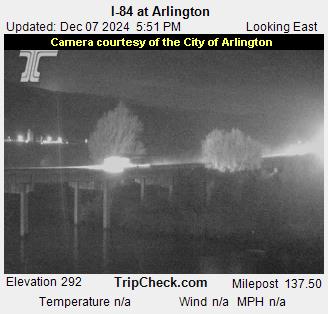 I-84 at Arlington
Updated: Dec 07 2024 5:51 PM Looking East
Camera courtesy of the City of Arlington
Elevation 292 TripCheck.com Milepost 137.50
Temperature n/a Wind n/a MPH n/a